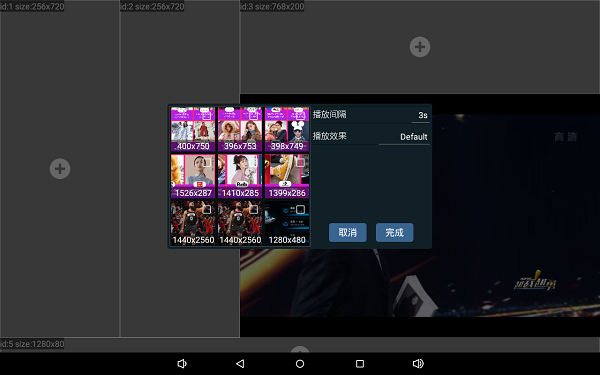 id:1 size:256x720
id:2 size:256x720
id:3 size:768x200
400x750
396x753
398x749
播放间隔
3s
播放效果
Default
1526x287
1410x285
1399x286
高清
1440x2560
1440x2560
1280x480
取消
完成
id:5 size:1280x80